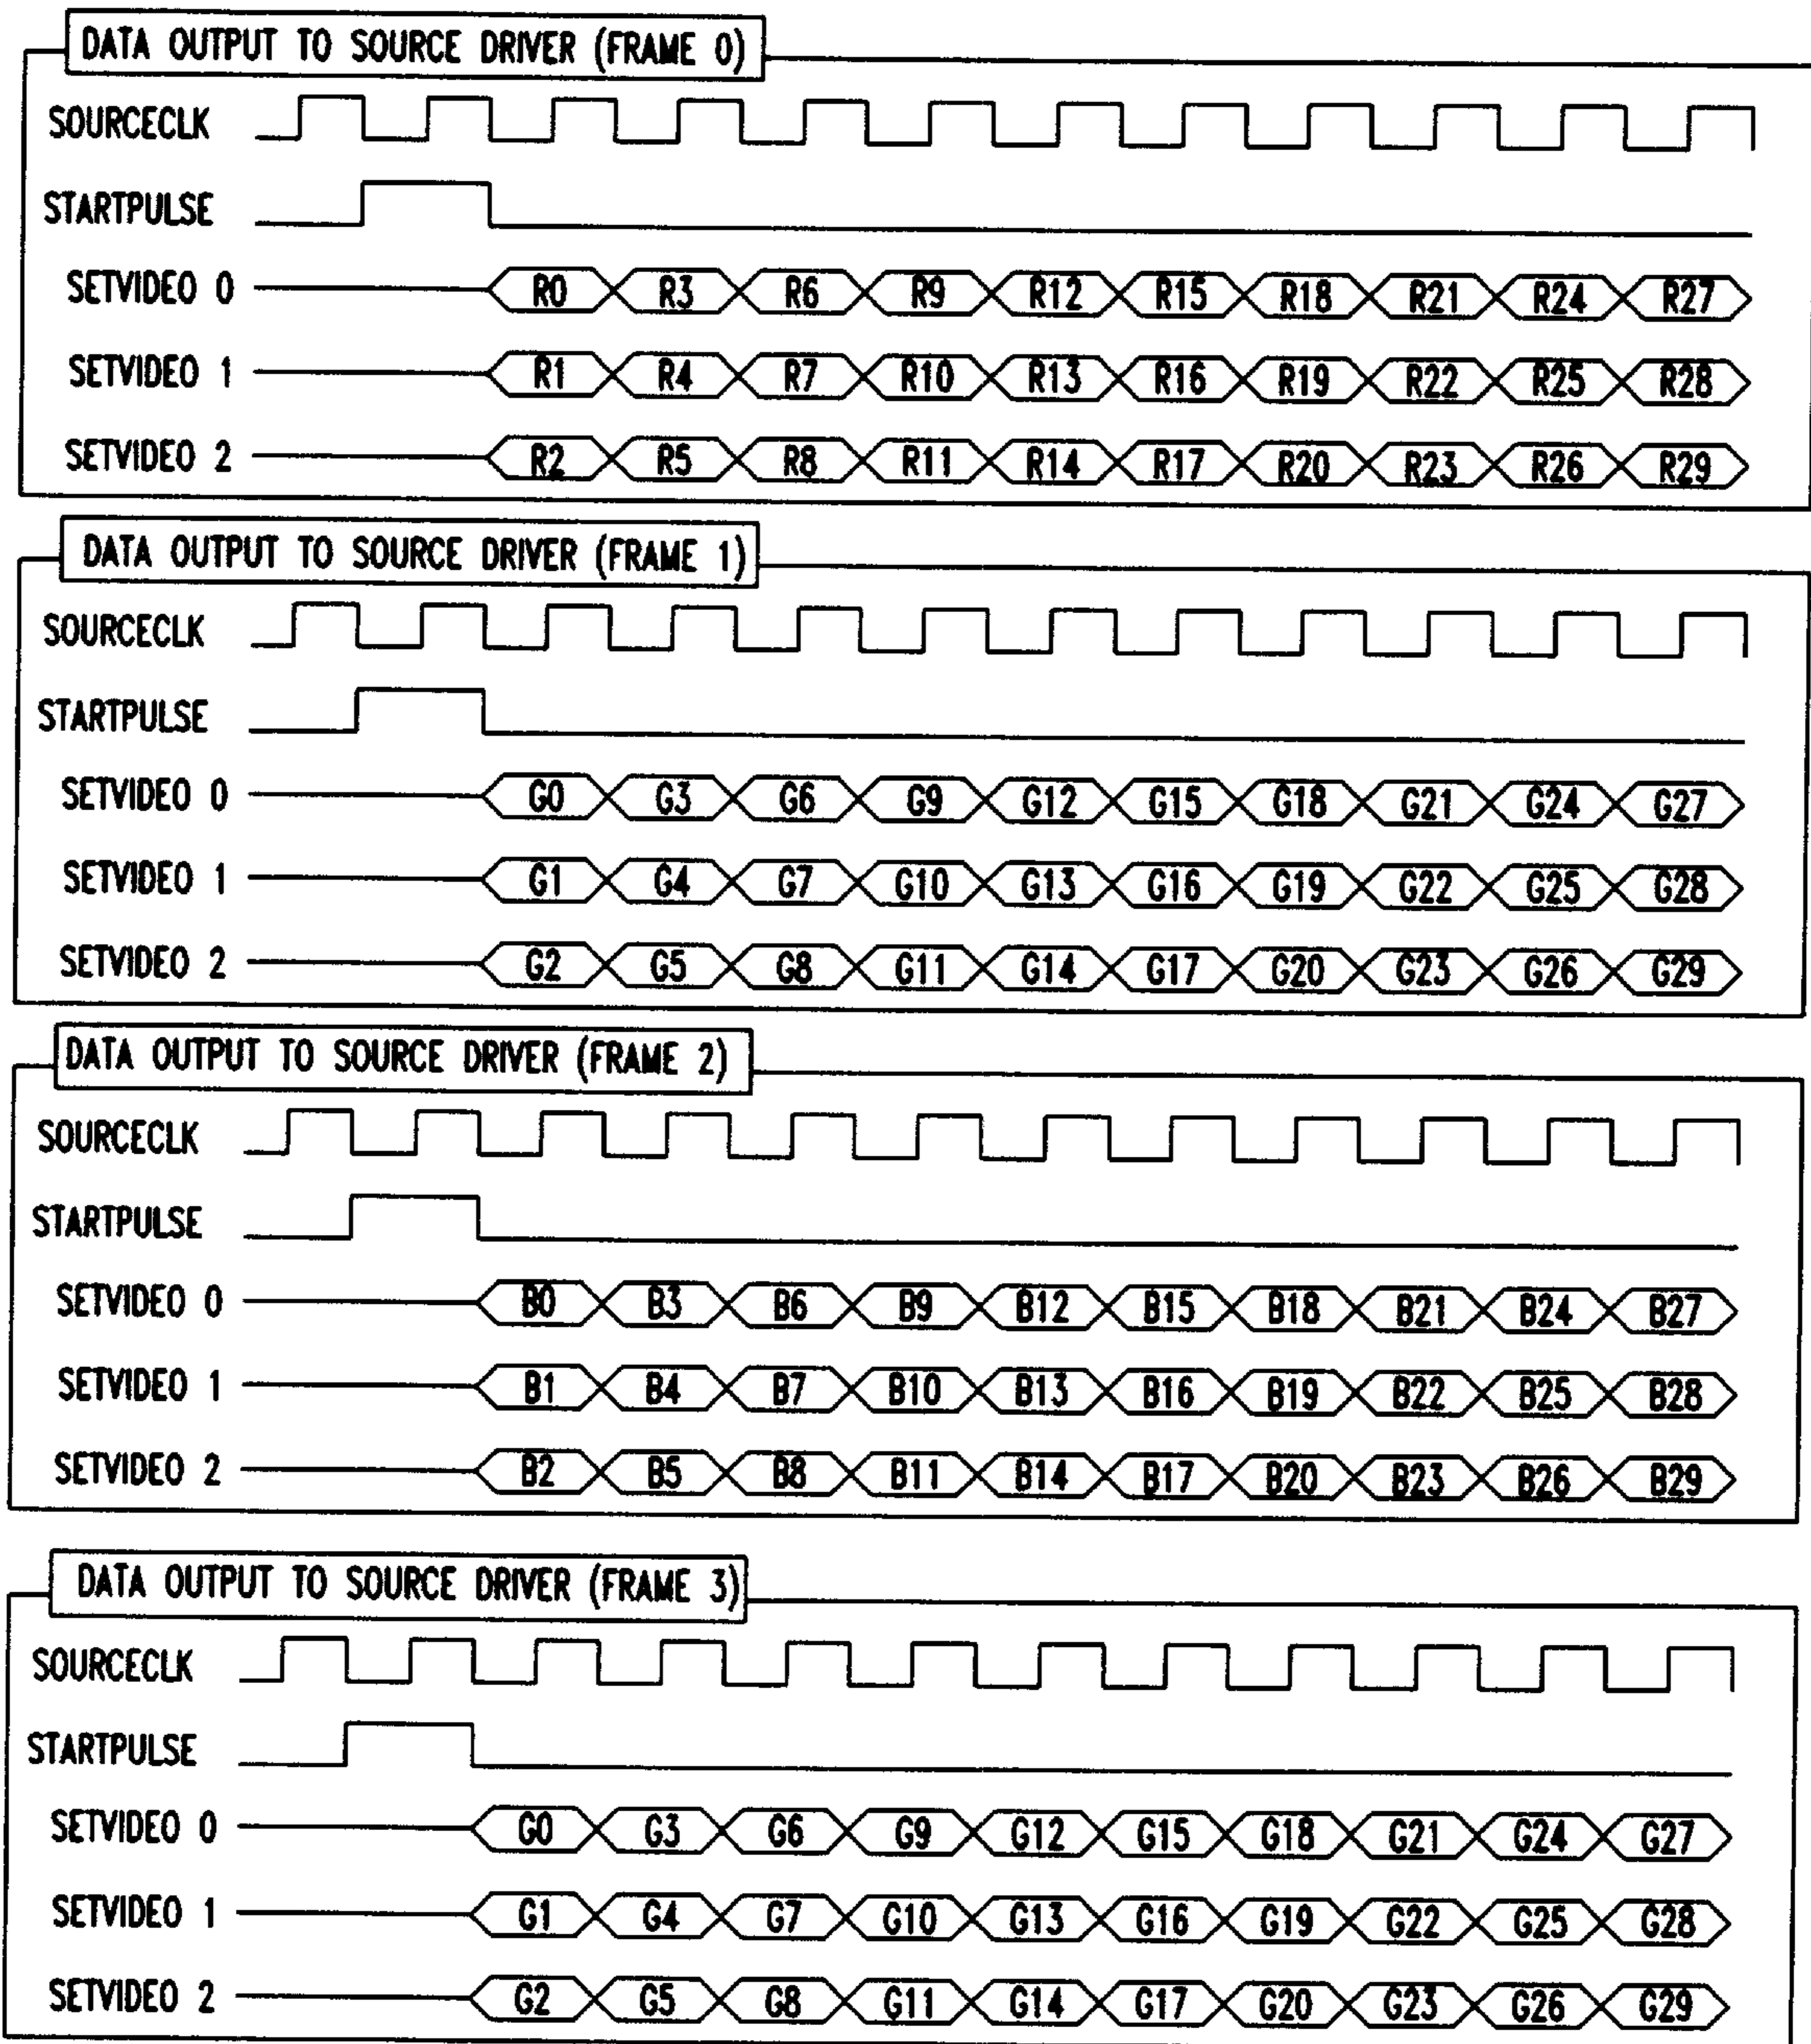 DATA OUTPUT TO SOURCE DRIVER (FRAME 0)
SOURCECLK
STARTPULSE
SETVIDEO 0 R0 R3 R6 R9 R12 R15 R18 R21 R24 R27
SETVIDEO 1 R1 R4 R7 R10 R13 R16 R19 R22 R25 R28
SETVIDEO 2 R2 R5 R8 R11 R14 R17 R20 R23 R26 R29
DATA OUTPUT TO SOURCE DRIVER (FRAME 1)
SOURCECLK
STARTPULSE
SETVIDEO 0 G0 G3 G6 G9 G12 G15 G18 G21 G24 G27
SETVIDEO 1 G1 G4 G7 G10 G13 G16 G19 G22 G25 G28
SETVIDEO 2 G2 G5 G8 G11 G14 G17 G20 G23 G26 G29
DATA OUTPUT TO SOURCE DRIVER (FRAME 2)
SOURCECLK
STARTPULSE
SETVIDEO 0 B0 B3 B6 B9 B12 B15 B18 B21 B24 B27
SETVIDEO 1 B1 B4 B7 B10 B13 B16 B19 B22 B25 B28
SETVIDEO 2 B2 B5 B8 B11 B14 B17 B20 B23 B26 B29
DATA OUTPUT TO SOURCE DRIVER (FRAME 3)
SOURCECLK
STARTPULSE
SETVIDEO 0 G0 G3 G6 G9 G12 G15 G18 G21 G24 G27
SETVIDEO 1 G1 G4 G7 G10 G13 G16 G19 G22 G25 G28
SETVIDEO 2 G2 G5 G8 G11 G14 G17 G20 G23 G26 G29